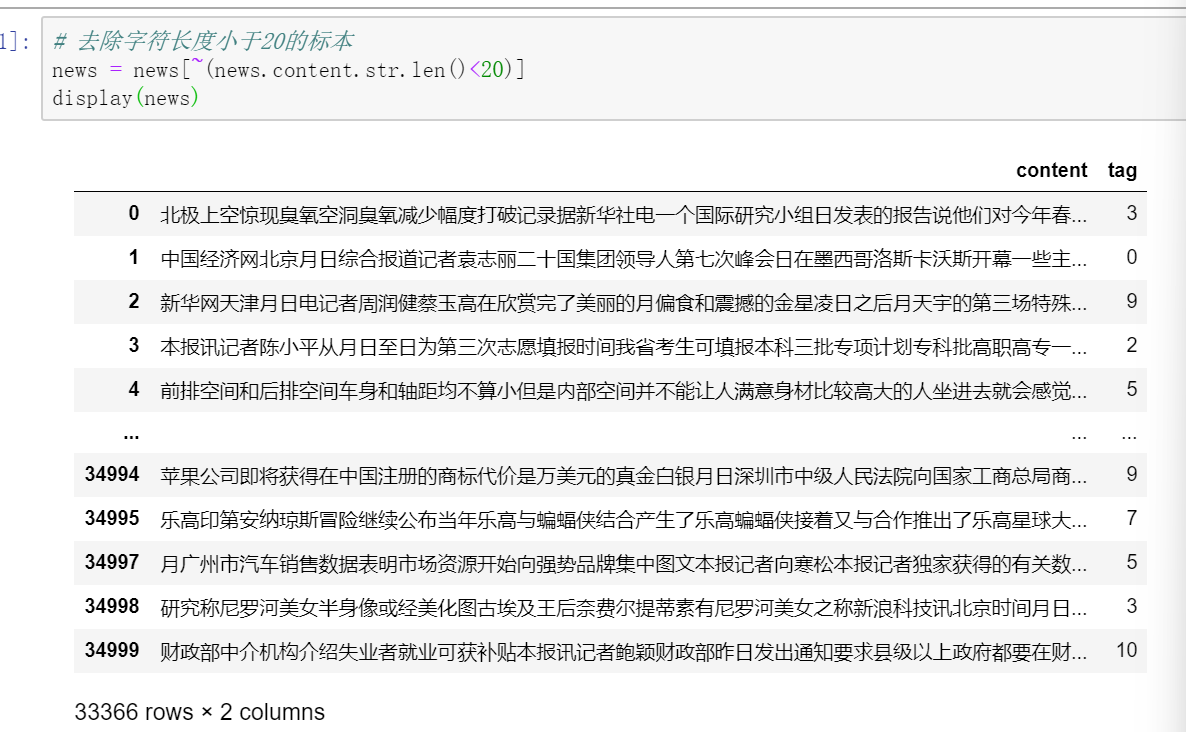 1]: # 去除字符长度小于20的标本
news = news[~(news.content.str.len()<20)]
display(news)
content tag
0 北极上空惊现臭氧空洞臭氧减少幅度打破记录据新华社电一个国际研究小组日发表的报告说他们对今年春... 3
1 中国经济网北京月日综合报道记者袁志丽二十国集团领导人第七次峰会日在墨西哥洛斯卡沃斯开幕一些主... 0
2 新华网天津月日电记者周润健蔡玉高在欣赏完了美丽的月偏食和震撼的金星凌日之后月天宇的第三场特殊... 9
3 本报讯记者陈小平从月日至日为第三次志愿填报时间我省考生可填报本科三批专项计划专科批高职高专一... 2
4 前排空间和后排空间车身和轴距均不算小但是内部空间并不能让人满意身材比较高大的人坐进去就会感觉... 5
... ... ...
34994 苹果公司即将获得在中国注册的商标代价是万美元的真金白银月日深圳市中级人民法院向国家工商总局商... 9
34995 乐高印第安纳琼斯冒险继续公布当年乐高与蝙蝠侠结合产生了乐高蝙蝠侠接着又与合作推出了乐高星球大... 7
34997 月广州市汽车销售数据表明市场资源开始向强势品牌集中图文本报记者向寒松本报记者独家获得的有关数... 5
34998 研究称尼罗河美女半身像或经美化图古埃及王后奈费尔提蒂素有尼罗河美女之称新浪科技讯北京时间月日... 3
34999 财政部中介机构介绍失业者就业可获补贴本报讯记者鲍颖财政部昨日发出通知要求县级以上政府都要在财... 10
33366 rows × 2 columns